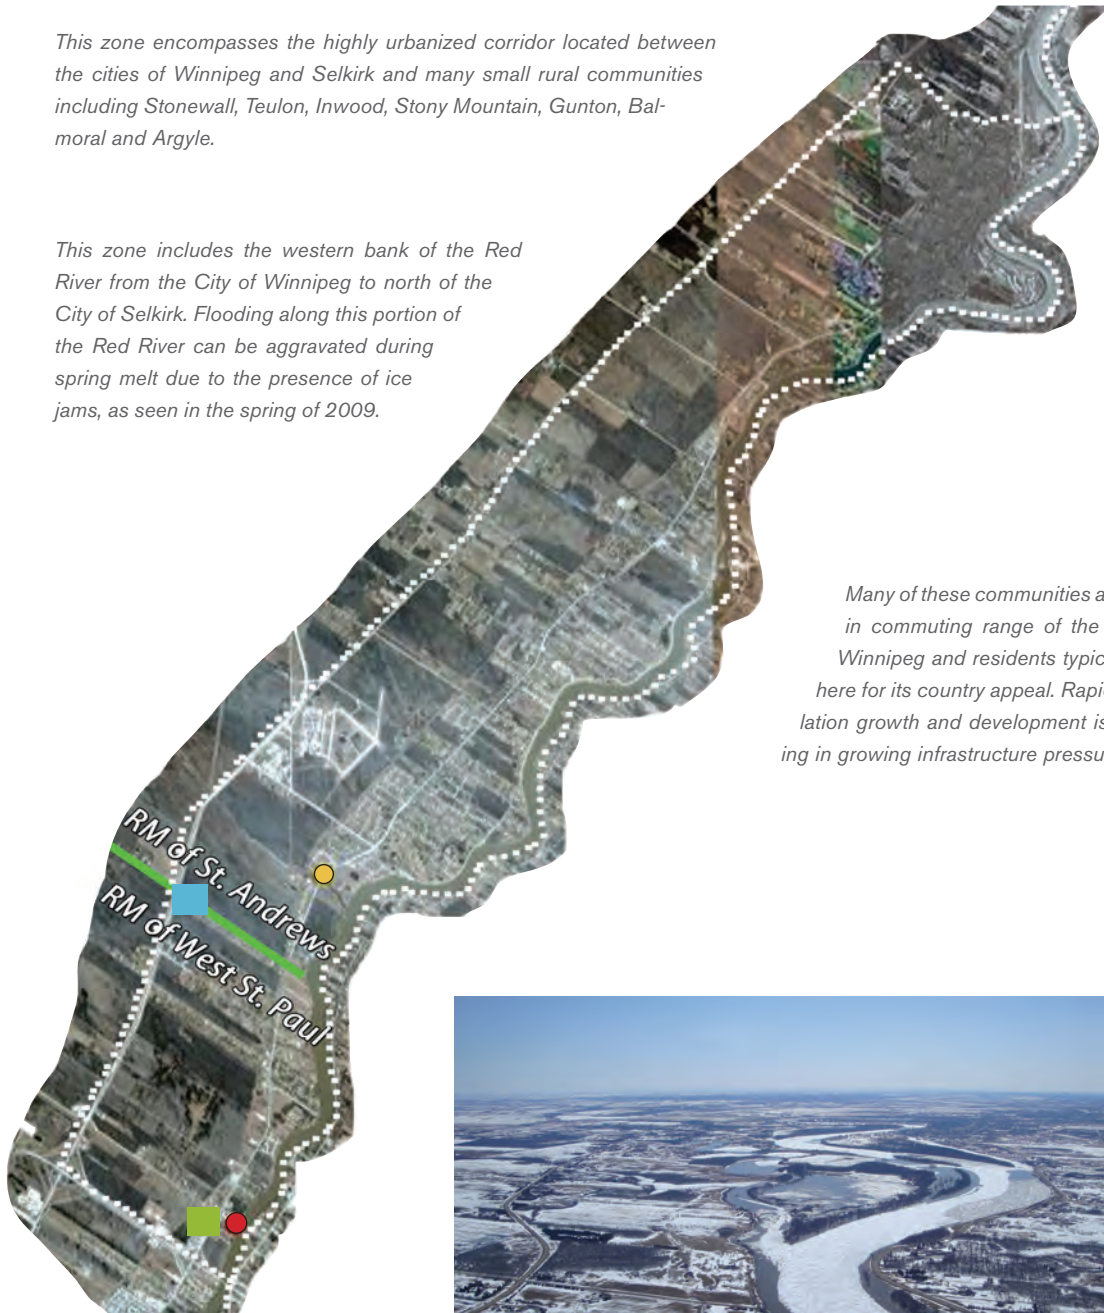 This zone encompasses the highly urbanized corridor located between
the cities of Winnipeg and Selkirk and many small rural communities
including Stonewall, Teulon, Inwood, Stony Mountain, Gunton, Bal-
moral and Argyle.
This zone includes the western bank of the Red
River from the City of Winnipeg to north of the
City of Selkirk. Flooding along this portion of
the Red River can be aggravated during
spring melt due to the presence of ice
jams, as seen in the spring of 2009.
Many of these communities a
in commuting range of the
Winnipeg and residents typic
here for its country appeal. Rapi
lation growth and development is
ing in growing infrastructure pressu
RM of St. Andrews
RM of West St. Paul